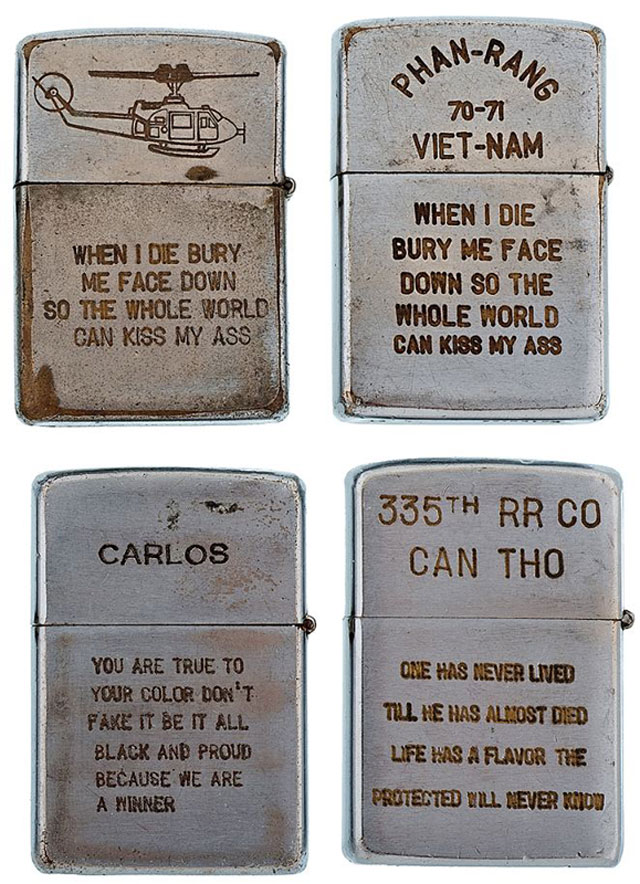 WHEN I DIE BURY
ME FACE DOWN
SO THE WHOLE WORLD
CAN KISS MY ASS
PHAN-RANG
70-71
VIET-NAM
WHEN I DIE
BURY ME FACE
DOWN SO THE
WHOLE WORLD
CAN KISS MY ASS
CARLOS
YOU ARE TRUE TO
YOUR COLOR DON'T
FAKE IT BE IT ALL
BLACK AND PROUD
BECAUSE WE ARE
A WINNER
335TH RR CO
CAN THO
ONE HAS NEVER LIVED
TILL HE HAS ALMOST DIED
LIFE HAS A FLAVOR THE
PROTECTED WILL NEVER KNOW